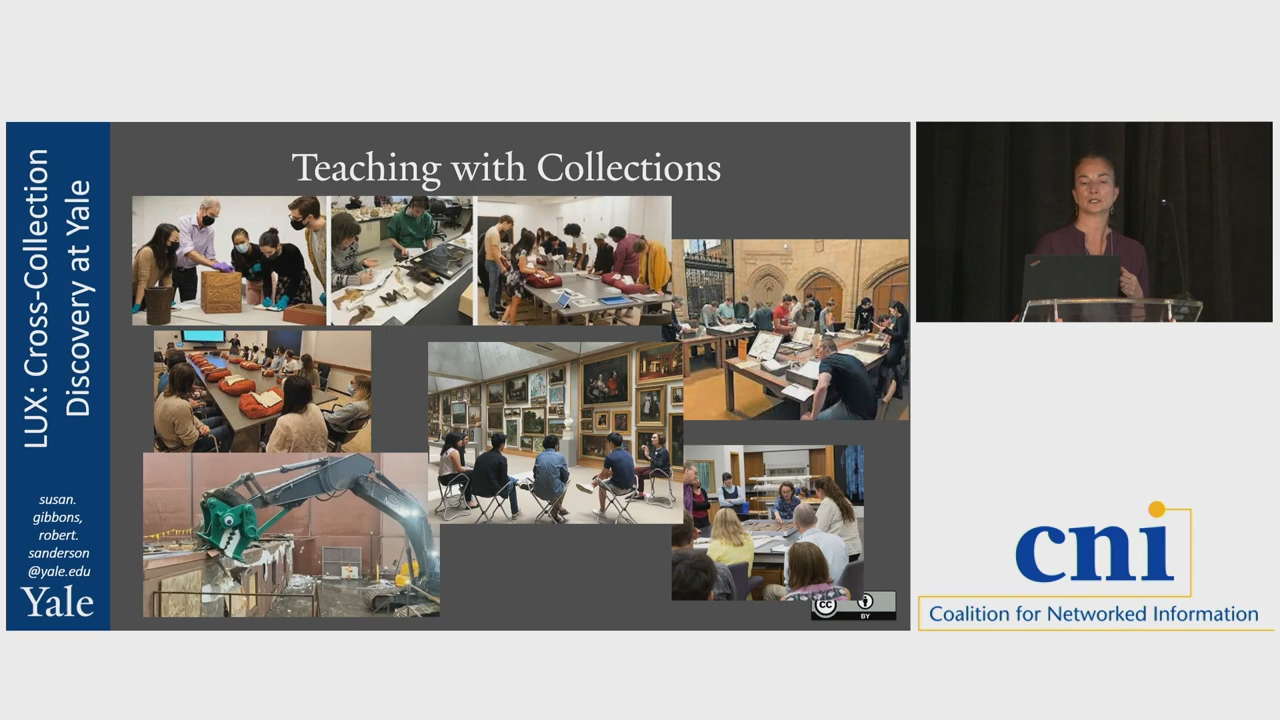 LUX: Cross-Collection
Discovery at Yale
susan.
gibbons,
robert.
sanderson
@yale.edu
Yale
Teaching with Collections
cc
BY
cni
Coalition for Networked Information